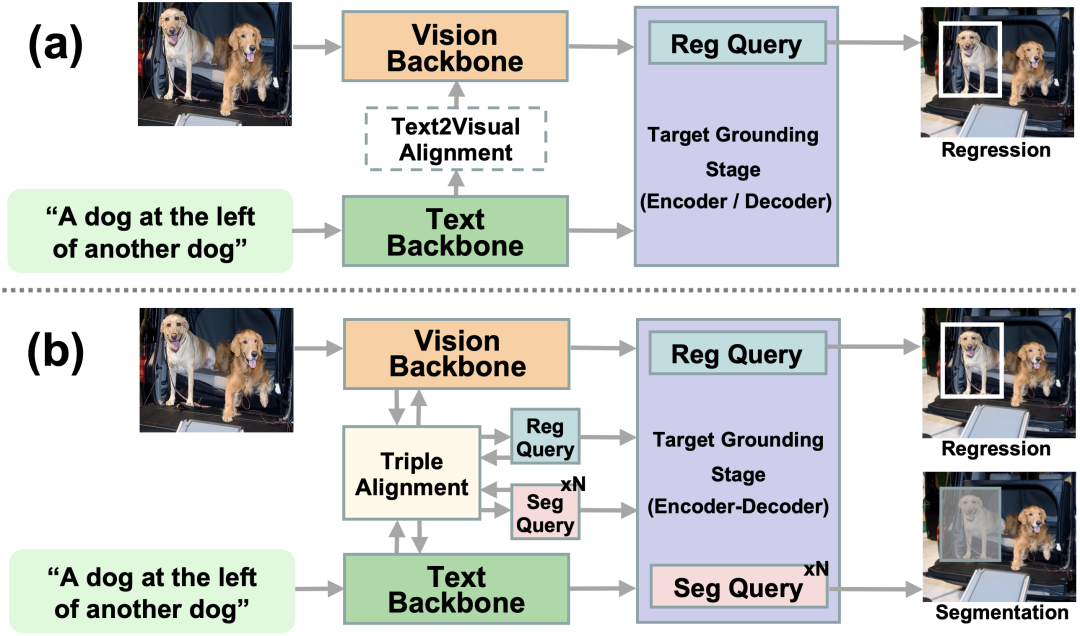 (a)
Vision
Backbone
Reg Query
Text2Visual
Alignment
Target Grounding
Stage
(Encoder / Decoder)
Regression
“A dog at the left
of another dog”
Text
Backbone
(b)
Vision
Backbone
Reg Query
Reg
Query
Triple
Alignment
xN
Seg
Query
Target Grounding
Stage
(Encoder-Decoder)
Regression
“A dog at the left
of another dog”
Text
Backbone
Seg Query xN
Segmentation